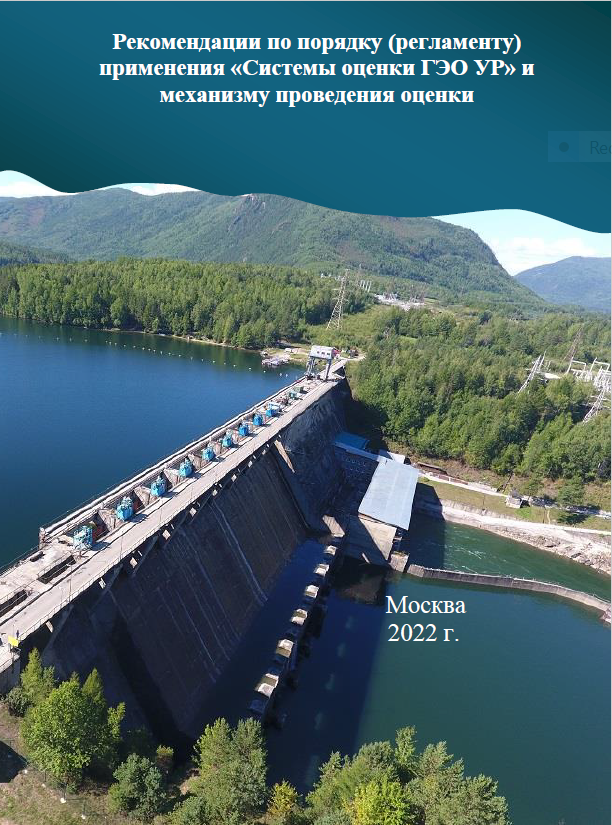 Рекомендации по порядку (регламенту)
применения «Системы оценки ГЭО УР» и
механизму проведения оценки
Москва
2022 г.